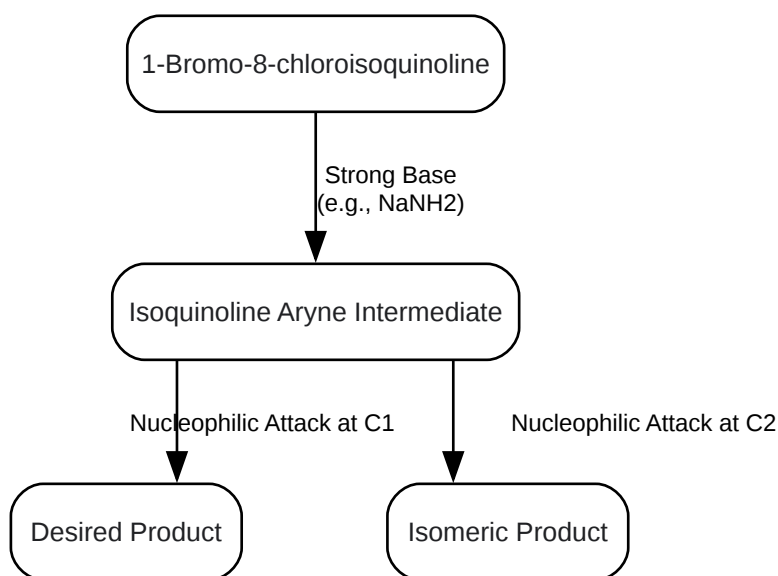 1-Bromo-8-chloroisoquinoline
Strong Base
(e.g., NaNH2)
Isoquinoline Aryne Intermediate
Nucleophilic Attack at C1
Nucleophilic Attack at C2
Desired Product
Isomeric Product